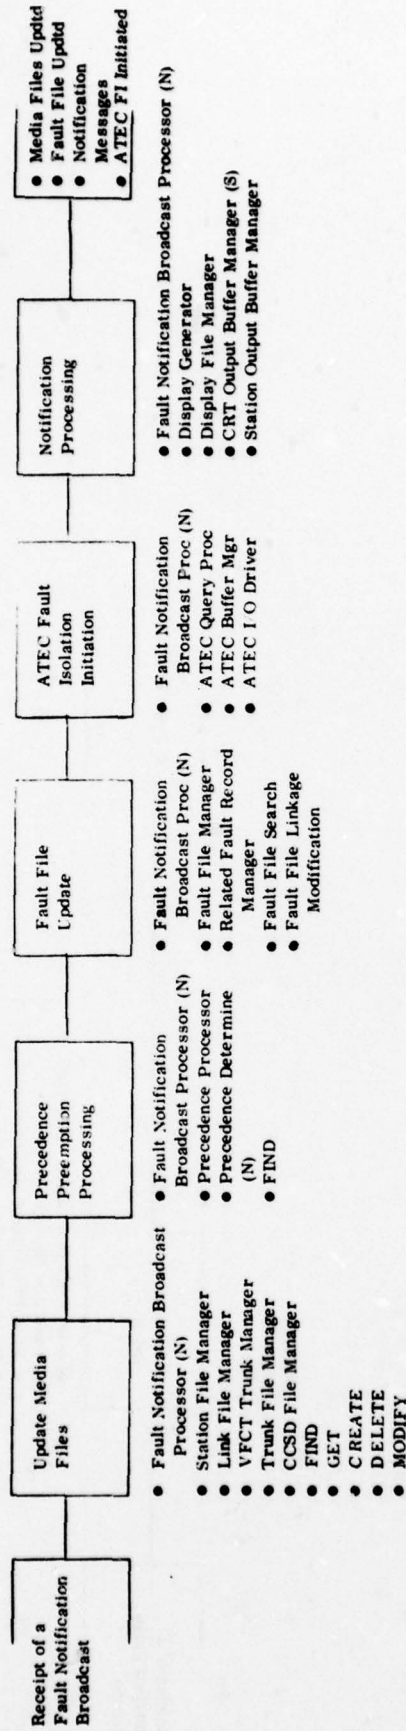 Receipt of a
Fault Notification
Broadcast
Update Media
Files
● Fault Notification Broadcast
Processor (N)
● Station File Manager
● Link File Manager
● VFCT Trunk Manager
● Trunk File Manager
● CCSD File Manager
● FIND
● GET
● CREATE
● DELETE
● MODIFY
Precedence
Preemption
Processing
● Fault Notification
Broadcast Processor (N)
● Precedence Processor
● Precedence Determine
(N)
● FIND
Fault File
Update
● Fault Notification
Broadcast Proc (N)
● Fault File Manager
● Related Fault Record
Manager
● Fault File Search
● Fault File Linkage
Modification
ATEC Fault
Isolation
Initiation
● Fault Notification
Broadcast Proc (N)
● ATEC Query Proc
● ATEC Buffer Mgr
● ATEC I/O Driver
Notification
Processing
● Fault Notification Broadcast Processor (N)
● Display Generator
● Display File Manager
● CRT Output Buffer Manager (S)
● Station Output Buffer Manager
● Media Files Updtd
● Fault File Updtd
● Notification
Messages
● ATEC FI Initiated